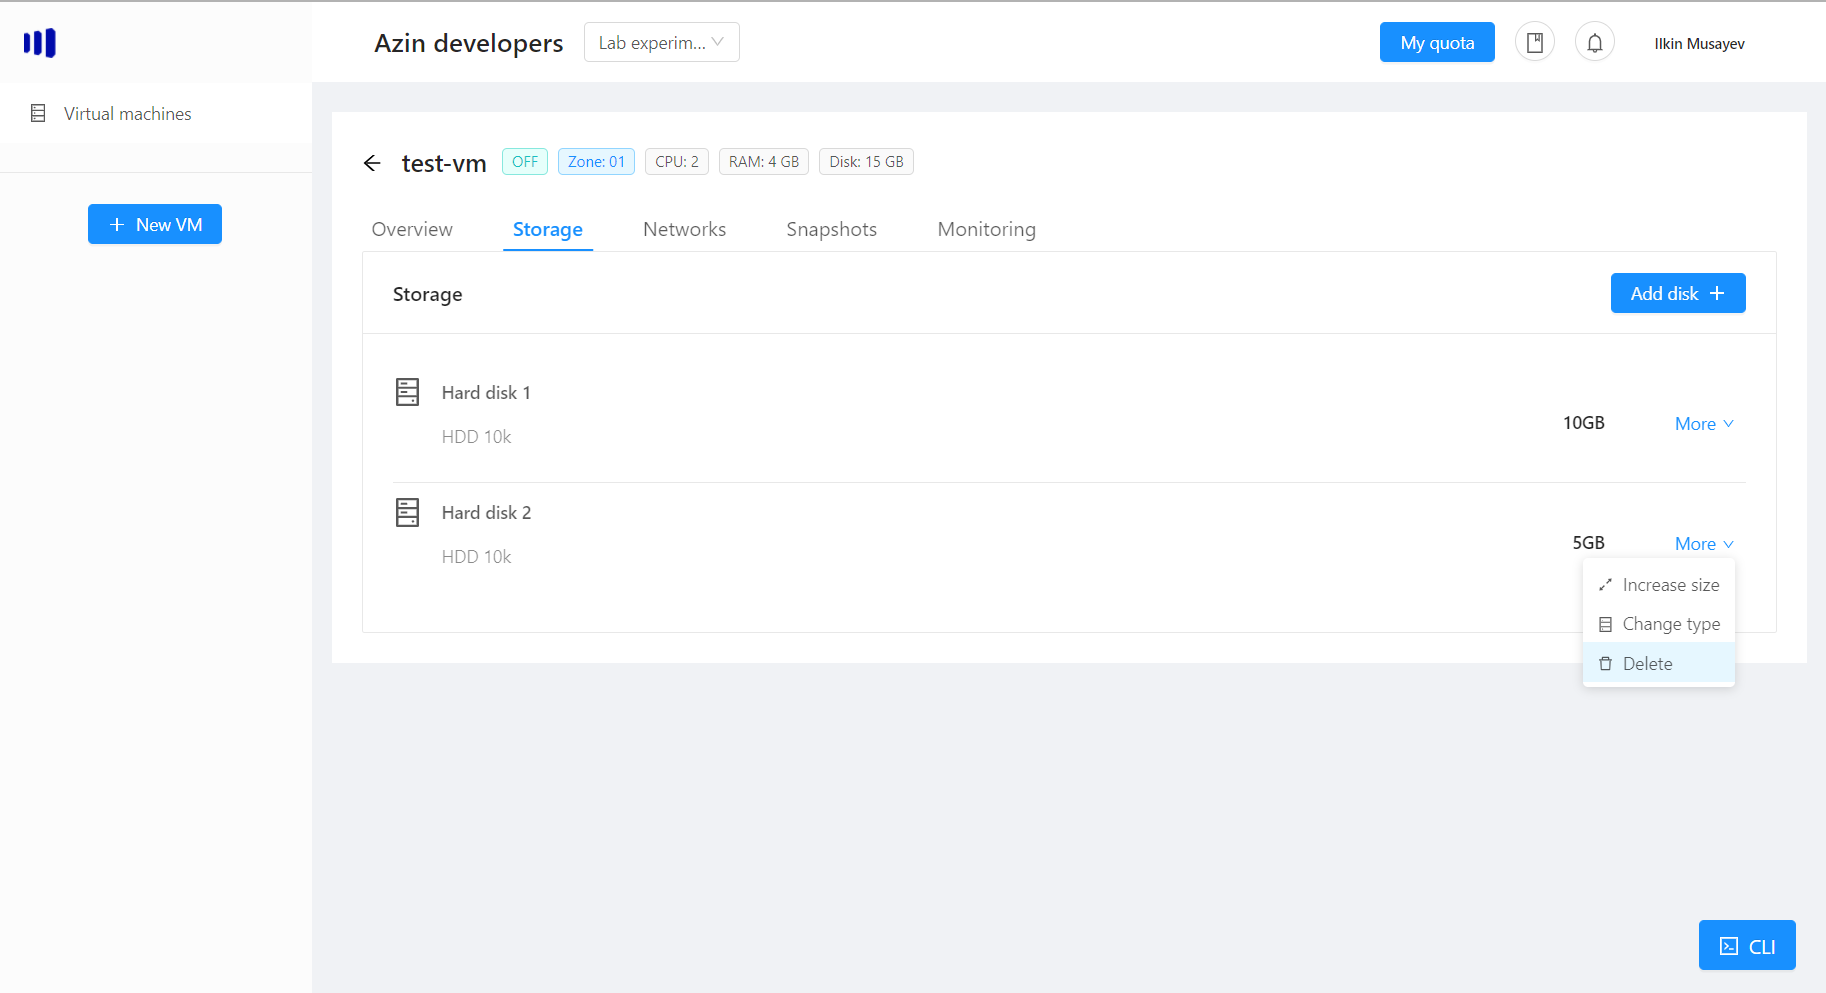 Azin developers
Lab experim...
My quota
Ilkin Musayev
Virtual machines
New VM
test-vm
OFF
Zone: 01
CPU: 2
RAM: 4 GB
Disk: 15 GB
Overview
Storage
Networks
Snapshots
Monitoring
Storage
Add disk
Hard disk 1
HDD 10k
10GB
More
Hard disk 2
HDD 10k
5GB
More
Increase size
Change type
Delete
CLI